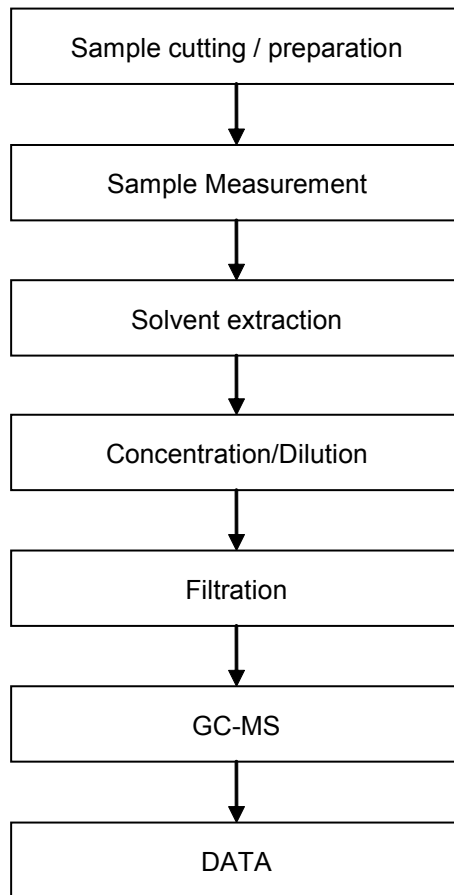 Sample cutting / preparation
Sample Measurement
Solvent extraction
Concentration/Dilution
Filtration
GC-MS
DATA